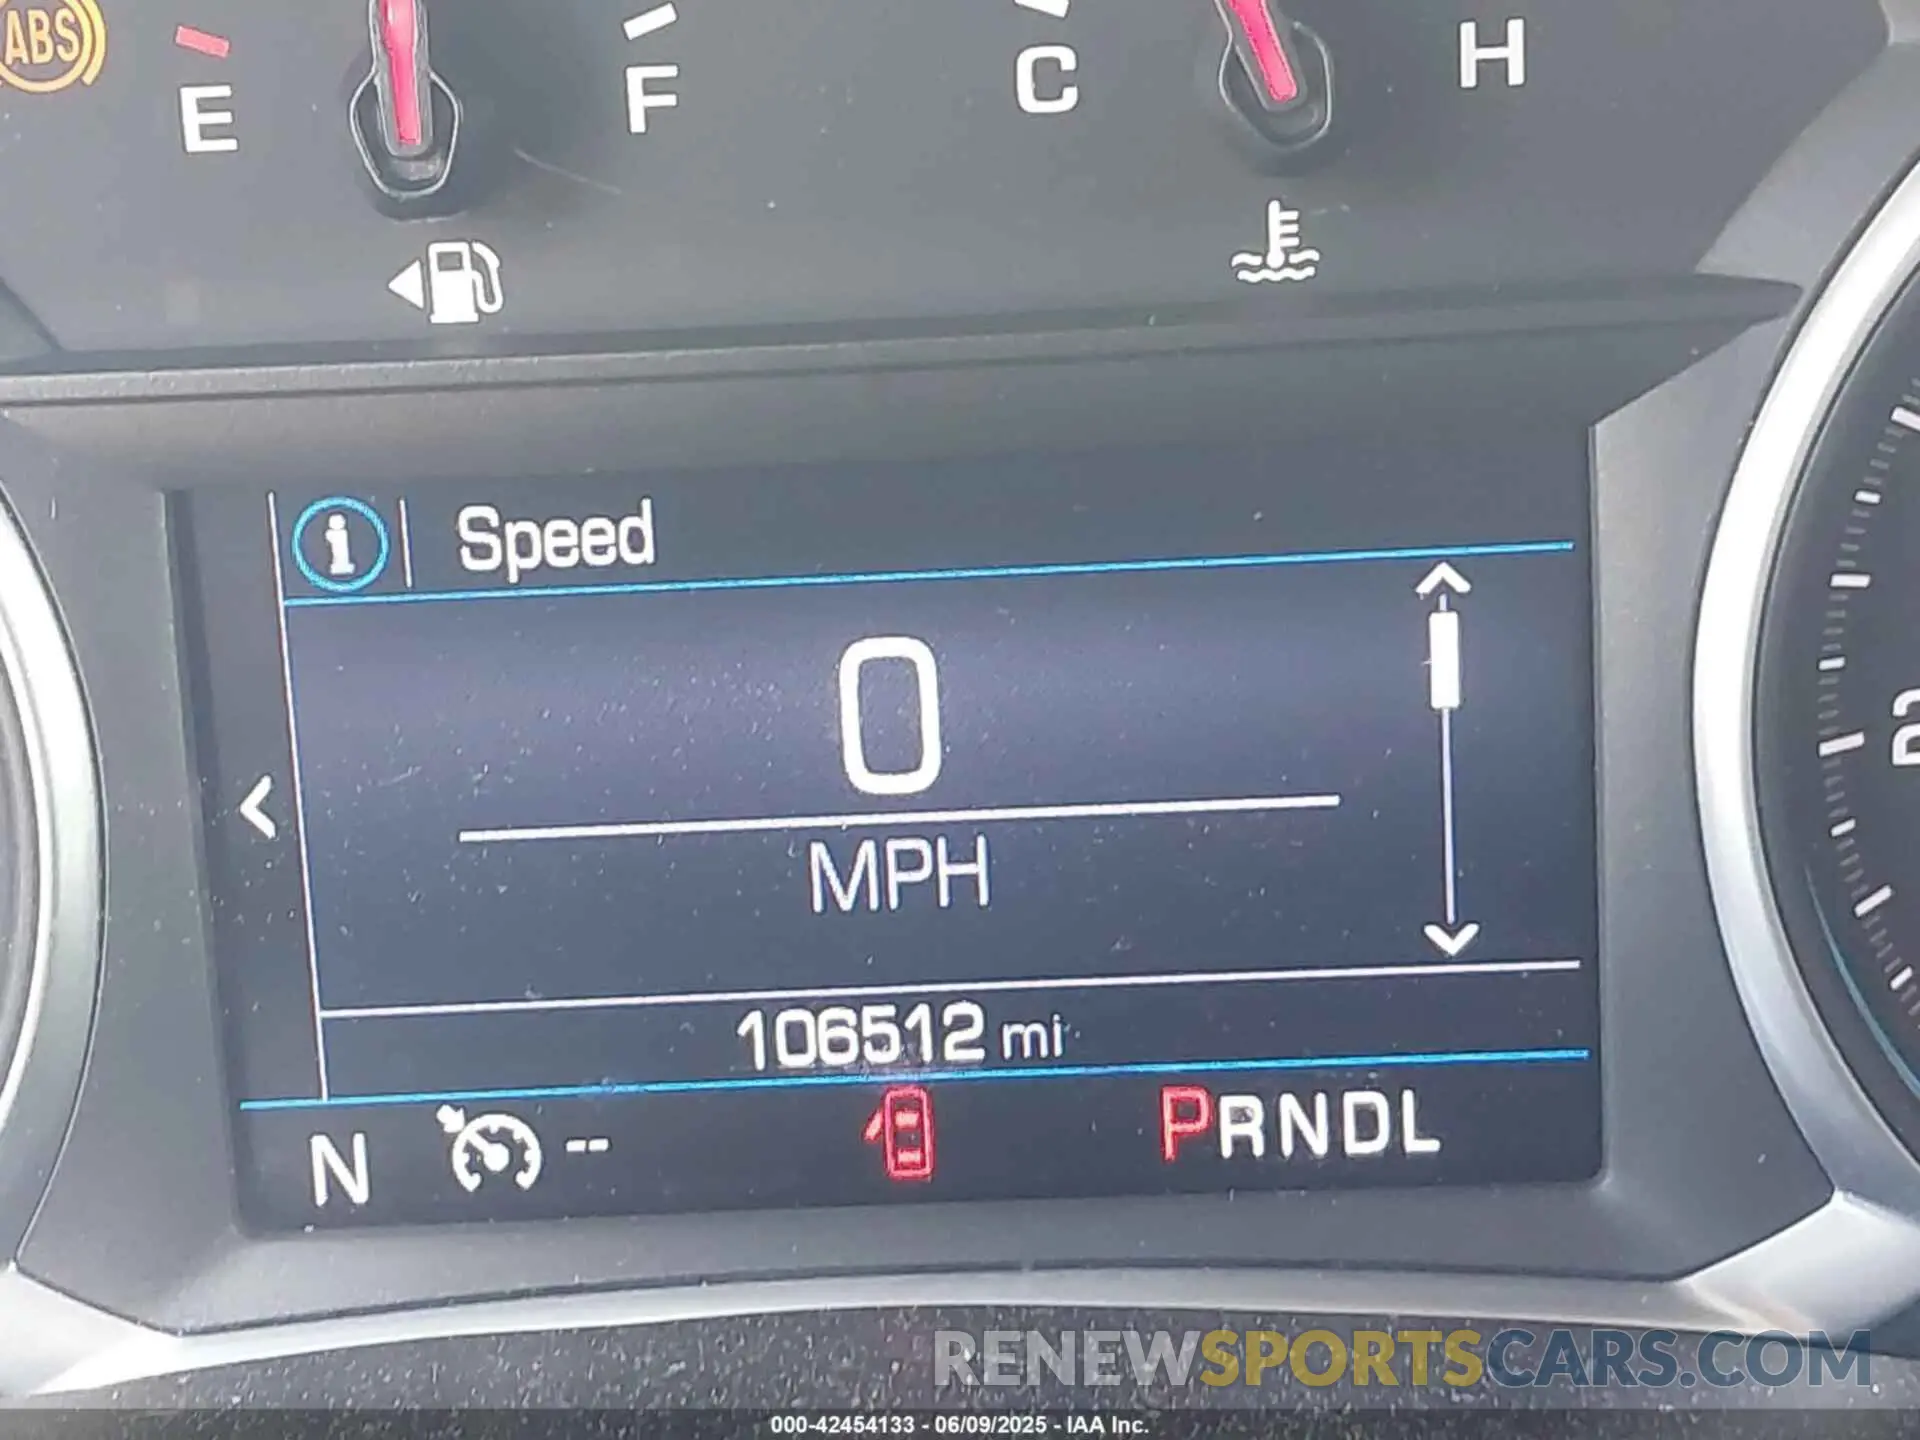 ABS
E
F
C
H
i
Speed
0
MPH
106512 mi
N
--
PRNDL
RENEWSPORTSCARS.COM
000-42454133 - 06/09/2025 - IAA Inc.